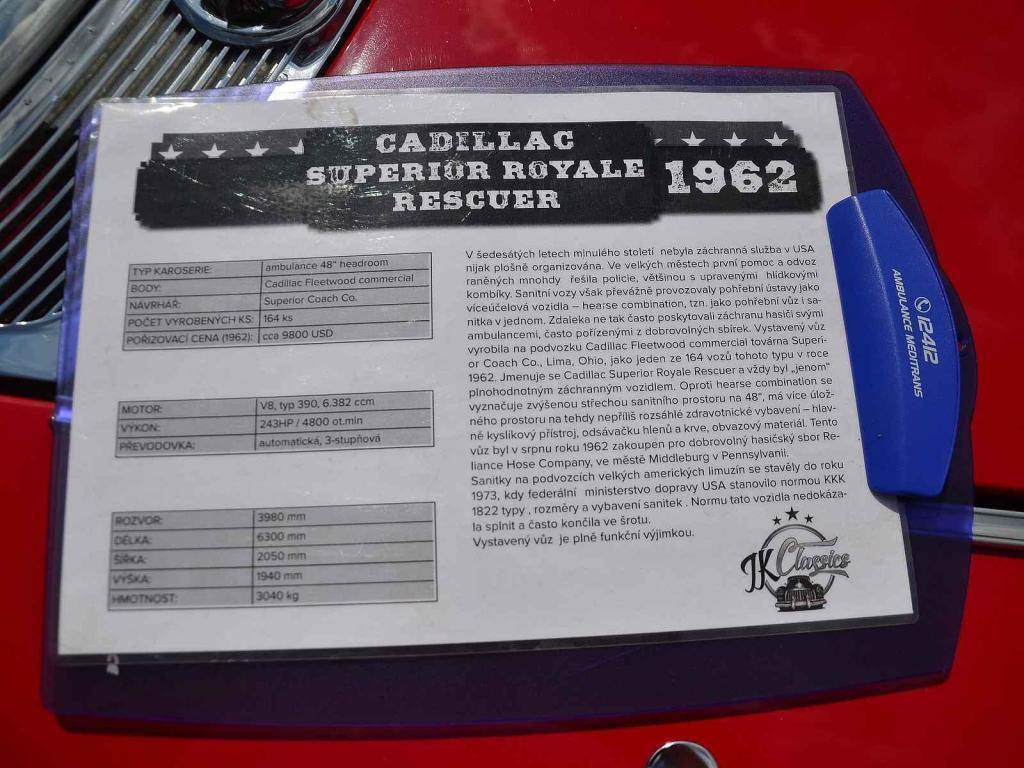 CADILLAC
SUPERIOR ROYALE
RESCUER
1962
TYP KAROSERIE: ambulance 48" headroom
BODY: Cadillac Fleetwood commercial
NÁVRHÁŘ: Superior Coach Co.
POČET VYROBENÝCH KS: 164 ks
POŘIZOVACÍ CENA (1962): cca 9800 USD
MOTOR: V8, typ 390, 6.382 ccm
VÝKON: 243HP / 4800 ot.min
PŘEVODOVKA: automatická, 3-stupňová
ROZVOR: 3980 mm
DÉLKA: 6300 mm
ŠÍŘKA: 2050 mm
VÝŠKA: 1940 mm
HMOTNOST: 3040 kg
V šedesátých letech minulého století nebyla záchranná služba v USA
nijak plošně organizována. Ve velkých městech první pomoc a odvoz
raněných mnohdy řešila policie, většinou s upravenými hlídkovými
kombíky. Sanitní vozy však převážně provozovaly pohřební ústavy jako
víceúčelová vozidla – hearse combination, tzn. jako pohřební vůz i sa-
nitka v jednom. Zdaleka ne tak často poskytovali záchranu hasiči svými
ambulancemi, často pořízenými z dobrovolných sbírek. Vystavený vůz
vyrobila na podvozku Cadillac Fleetwood commercial továrna Superi-
or Coach Co., Lima, Ohio, jako jeden ze 164 vozů tohoto typu v roce
1962. Jmenuje se Cadillac Superior Royale Rescuer a vždy byl „jenom"
plnohodnotným záchranným vozidlem. Oproti hearse combination se
vyznačuje zvýšenou střechou sanitního prostoru na 48", má více úlož-
ného prostoru na tehdy nepříliš rozsáhlé zdravotnické vybavení – hlav-
ně kyslíkový přístroj, odsávačku hlenů a krve, obvazový materiál. Tento
vůz byl v srpnu roku 1962 zakoupen pro dobrovolný hasičský sbor Re-
liance Hose Company, ve městě Middleburg v Pennsylvanii.
Sanitky na podvozcích velkých amerických limuzín se stavěly do roku
1973, kdy federální ministerstvo dopravy USA stanovilo normou KKK
1822 typy , rozměry a vybavení sanitek . Normu tato vozidla nedokáza-
la splnit a často končila ve šrotu.
Vystavený vůz je plně funkční výjimkou.
JK Classics
12412
AMBULANCE MEDITRANS